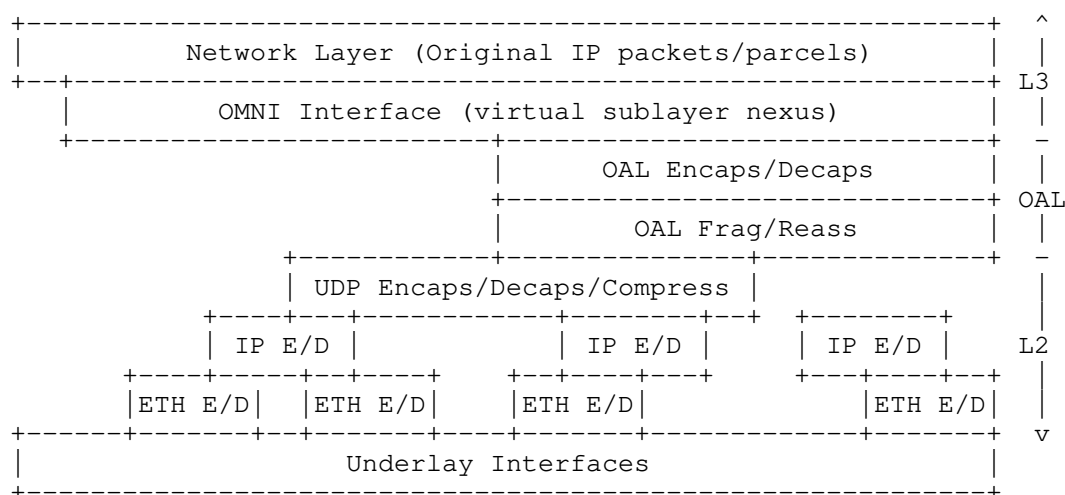 +------------------------------------------------------------+  ^
|          Network Layer (Original IP packets/parcels)       |  |
+--+---------------------------------------------------------+ L3
   |         OMNI Interface (virtual sublayer nexus)         |  |
   +--------------------------+------------------------------+  -
                              |      OAL Encaps/Decaps       |  |
                              +------------------------------+ OAL
                              |        OAL Frag/Reass        |  |
                 +------------+---------------+--------------+  -
                 | UDP Encaps/Decaps/Compress |                 |
            +----+---+------------+--------+--+  +--------+     |
            | IP E/D |            | IP E/D |     | IP E/D |    L2
       +----+-----+--+----+    +--+----+---+     +---+----+--+  |
       |ETH E/D|  |ETH E/D|    |ETH E/D|             |ETH E/D|  |
+------+-------+--+-------+----+-------+-------------+-------+  v
|                    Underlay Interfaces                     |
+------------------------------------------------------------+